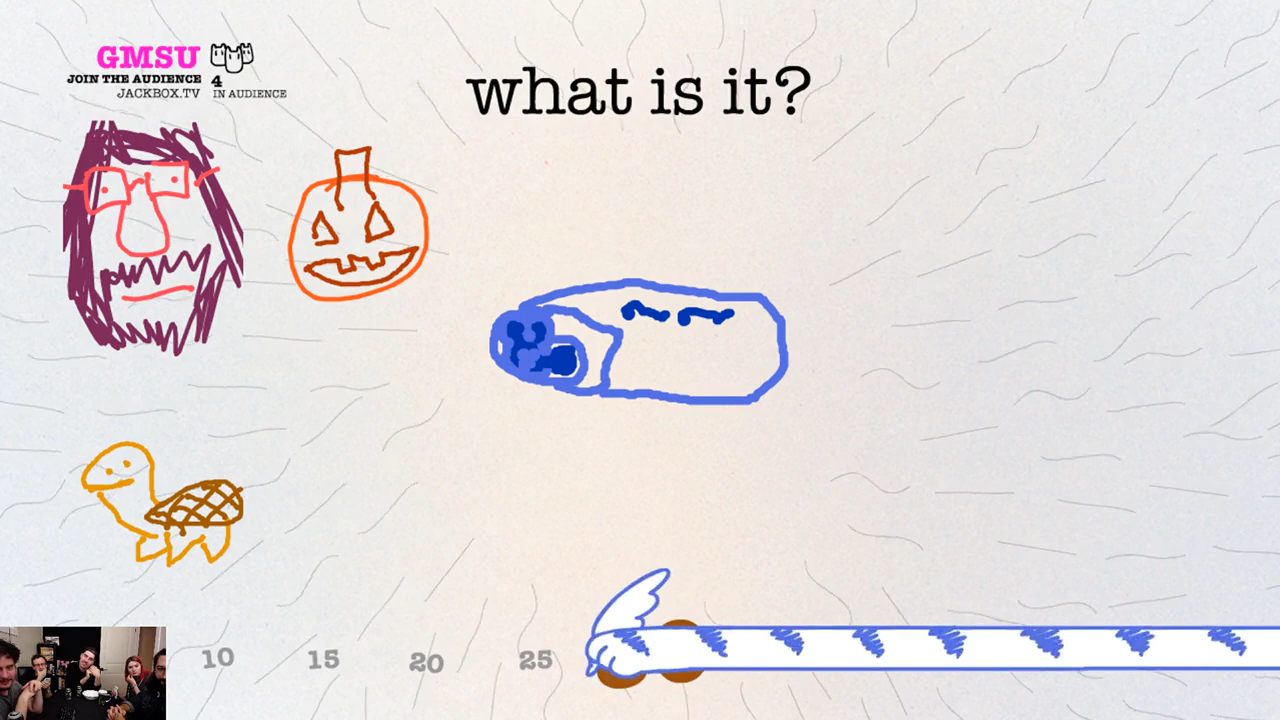 GMSU
JOIN THE AUDIENCE
JACKBOX.TV
4
IN AUDIENCE
what is it?
10 15 20 25